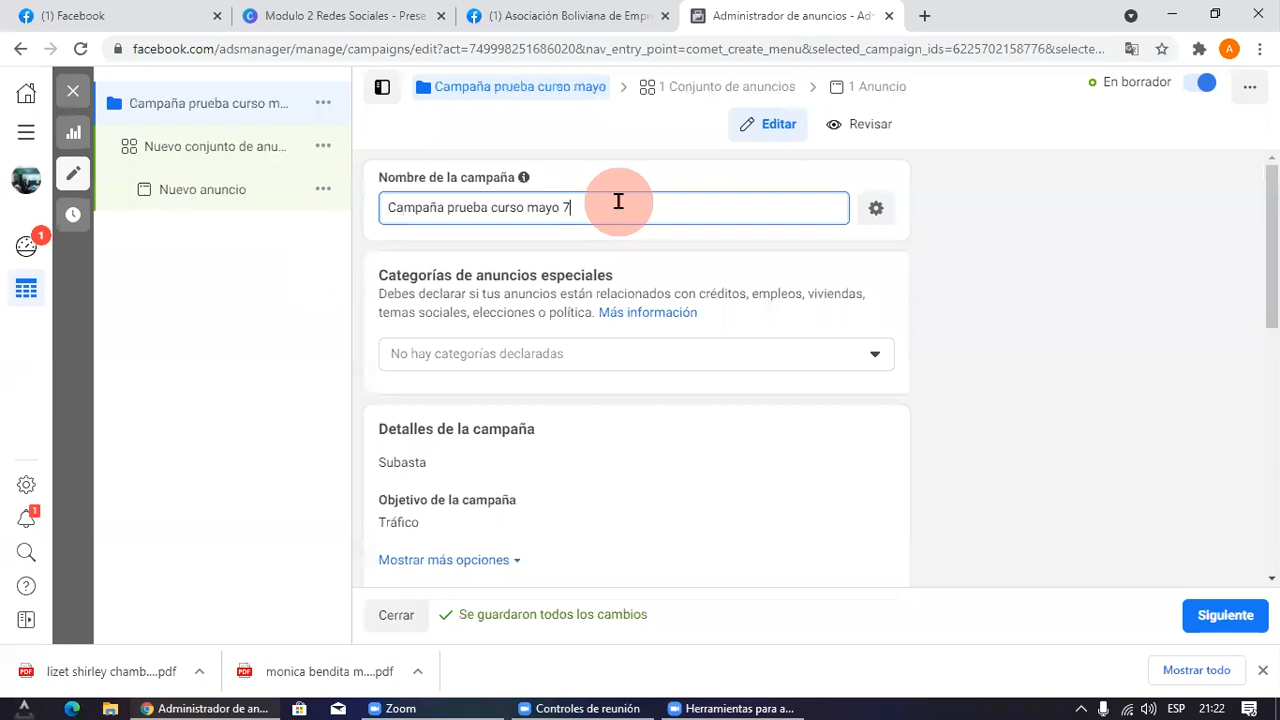 (1) Facebook
Modulo 2 Redes Sociales - Pres
(1) Asociación Boliviana de Emp
Administrador de anuncios - Ad
facebook.com/adsmanager/manage/campaigns/edit?act=749998251686020&nav_entry_point=comet_create_menu&selected_campaign_ids=6225702158776&selecte...
A
Campaña prueba curso m...
Nuevo conjunto de anu...
Nuevo anuncio
1
1
Campaña prueba curso mayo
1 Conjunto de anuncios
1 Anuncio
En borrador
Editar
Revisar
Nombre de la campaña
Campaña prueba curso mayo 7
Categorías de anuncios especiales
Debes declarar si tus anuncios están relacionados con créditos, empleos, viviendas,
temas sociales, elecciones o política. Más información
No hay categorías declaradas
Detalles de la campaña
Subasta
Objetivo de la campaña
Tráfico
Mostrar más opciones
Cerrar
Se guardaron todos los cambios
Siguiente
lizet shirley chamb....pdf
monica bendita m....pdf
Mostrar todo
Administrador de an...
Zoom
Controles de reunión
Herramientas para a...
ESP
21:22